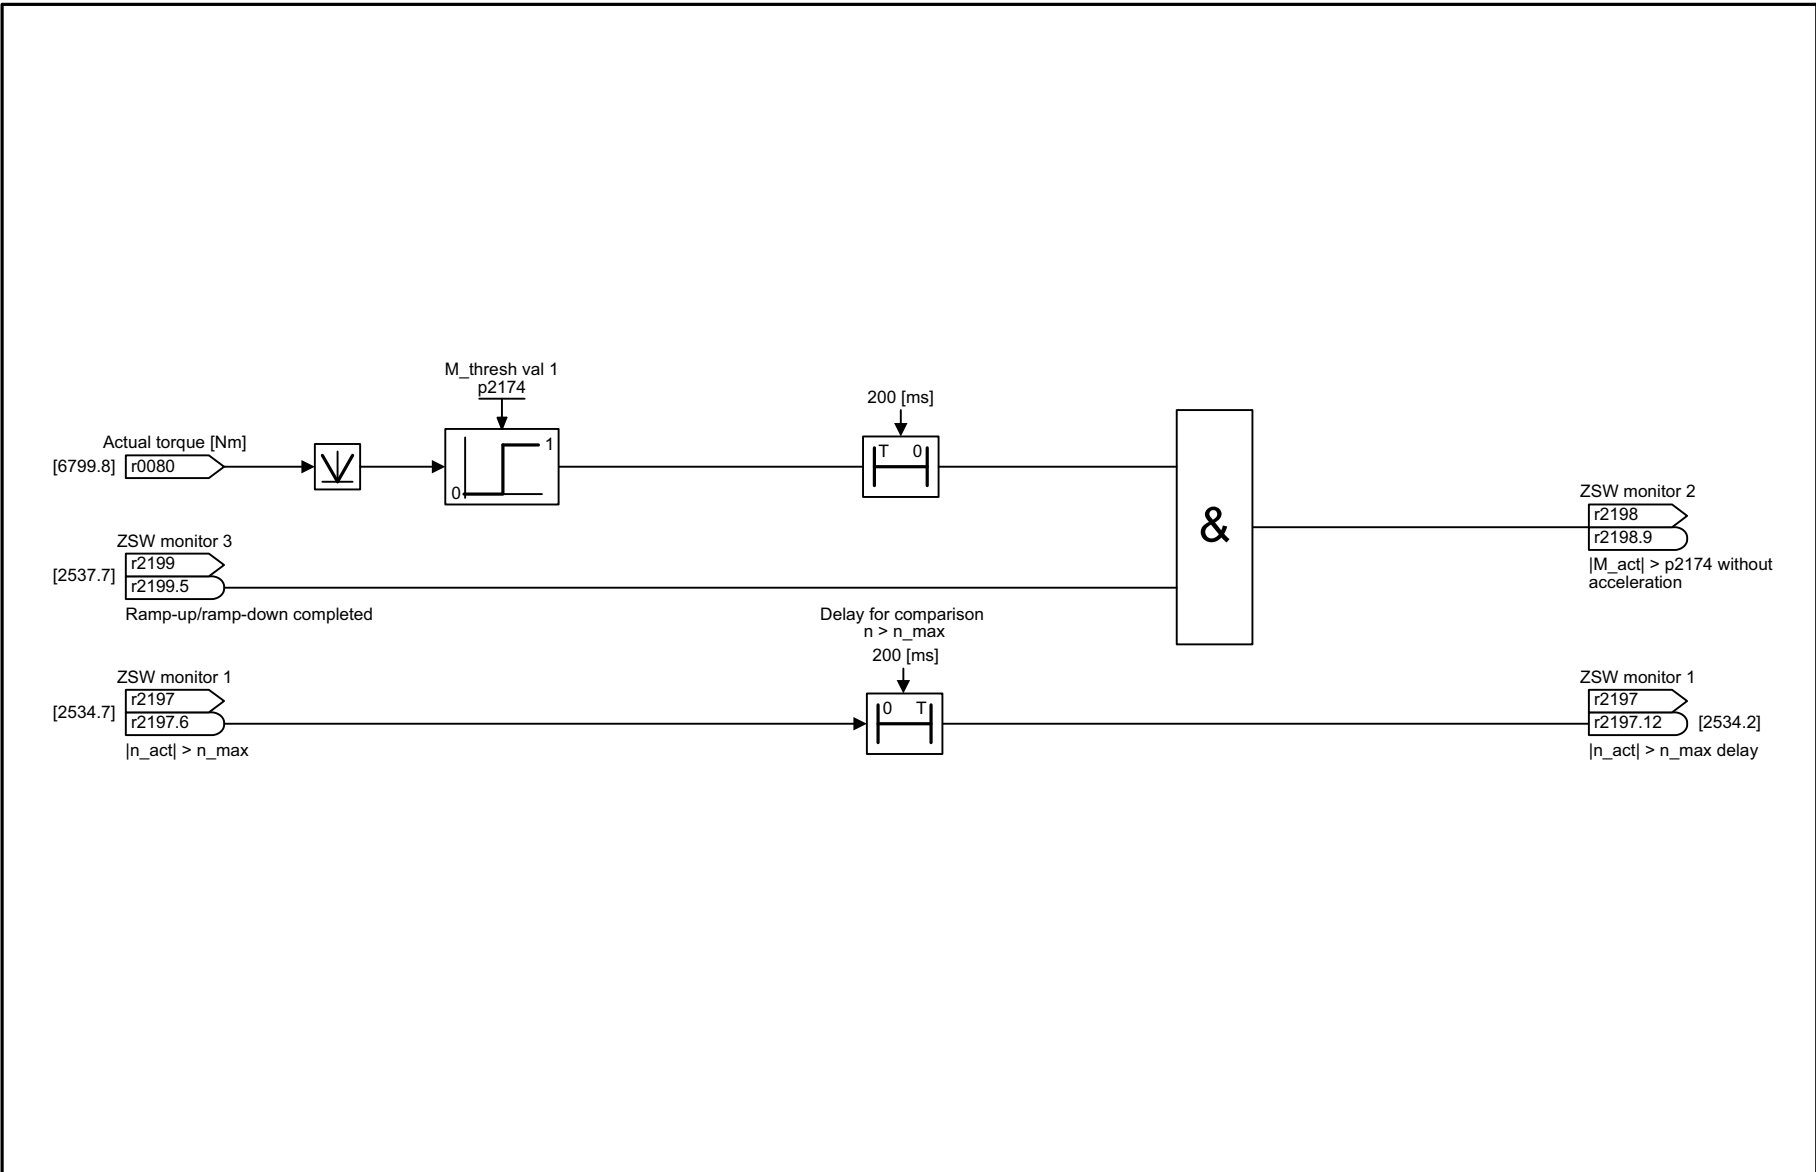 M_thresh val 1
p2174
200 [ms]
Actual torque [Nm]
[6799.8] r0080
1
0
T 0
&
ZSW monitor 2
r2198
r2198.9
|M_act| > p2174 without
acceleration
ZSW monitor 3
r2199
[2537.7]
r2199.5
Ramp-up/ramp-down completed
Delay for comparison
n > n_max
200 [ms]
ZSW monitor 1
r2197
[2534.7]
r2197.6
|n_act| > n_max
0 T
ZSW monitor 1
r2197
r2197.12 [2534.2]
|n_act| > n_max delay